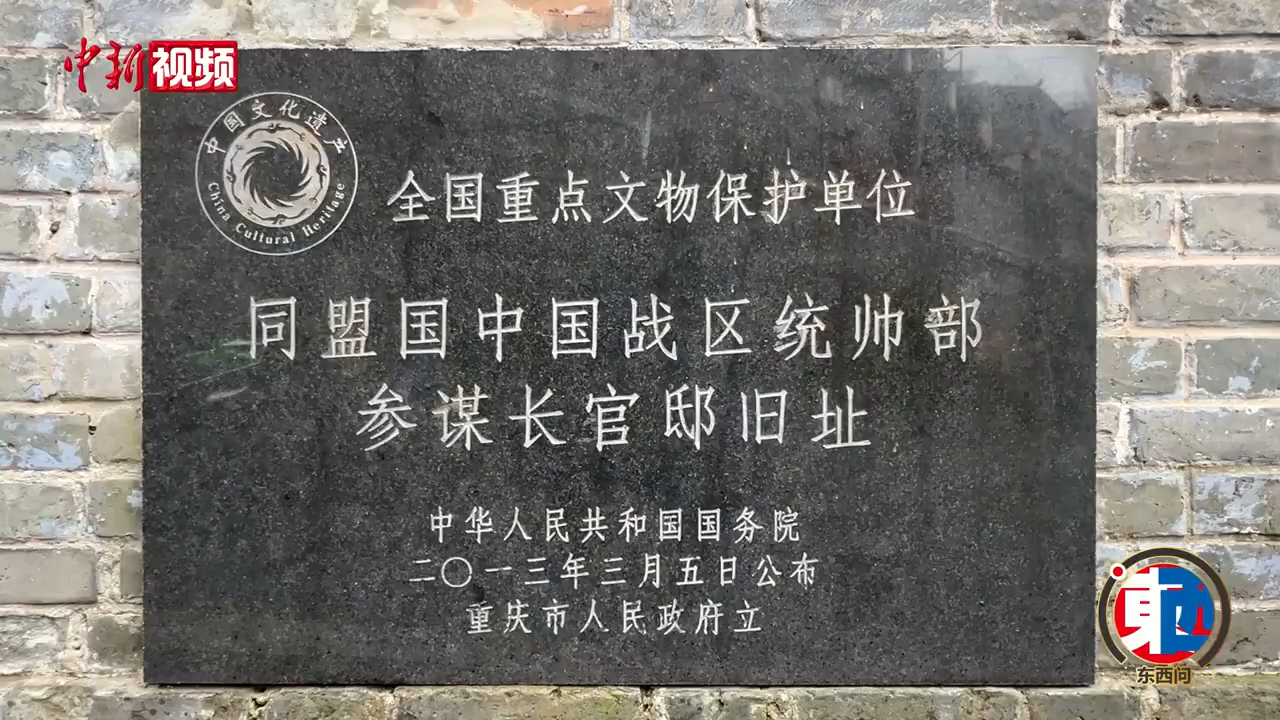 中新视频
中国文化遗产
China Cultural Heritage
全国重点文物保护单位
同盟国中国战区统帅部
参谋长官邸旧址
中华人民共和国国务院
二〇一三年三月五日公布
重庆市人民政府立
東西
东西问